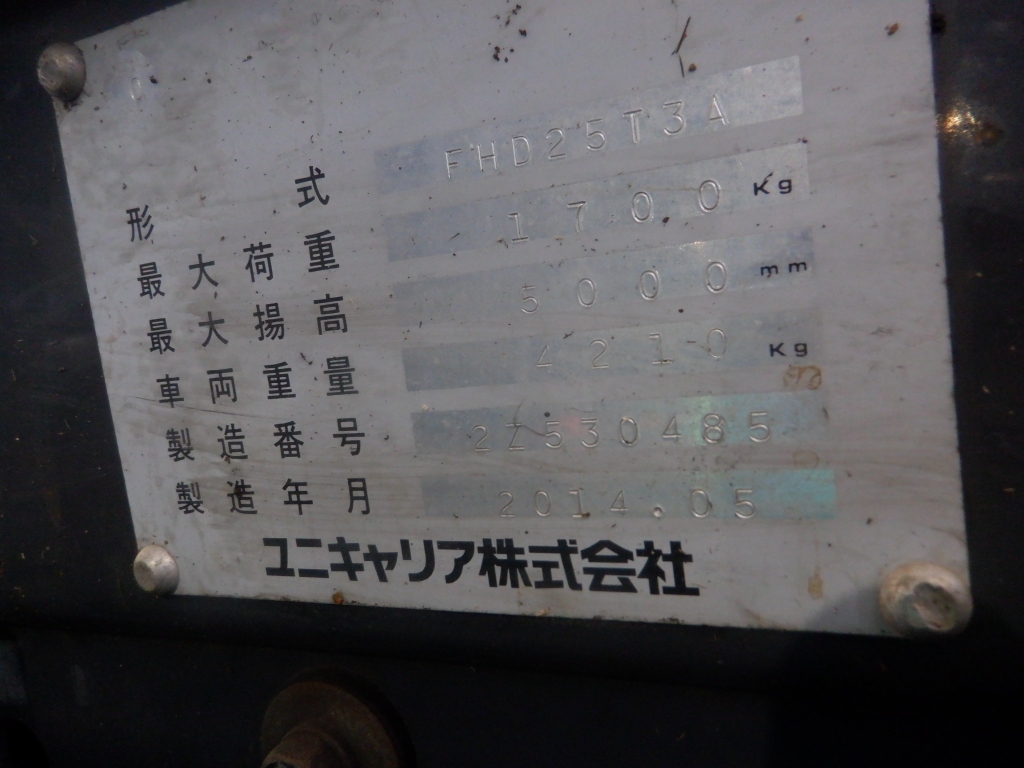 形式 FHD25T3A
最大荷重 1700 Kg
最大揚高 5000 mm
車両重量 4210 Kg
製造番号 2Z530485
製造年月 2014.05
ユニキャリア株式会社